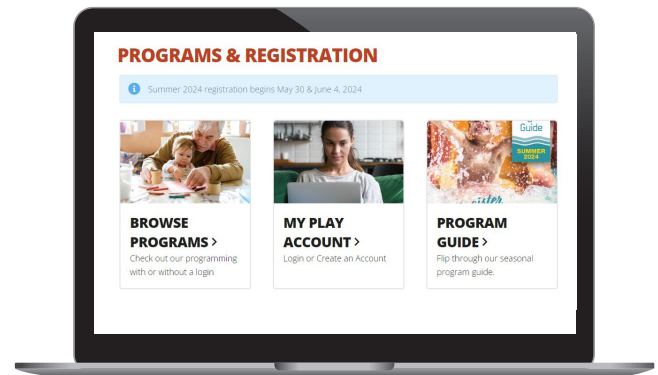 PROGRAMS & REGISTRATION
Summer 2024 registration begins May 30 & June 4, 2024
Guide
SUMMER
2024
BROWSE
PROGRAMS >
Check out our programming
with or without a login
MY PLAY
ACCOUNT >
Login or Create an Account
PROGRAM
GUIDE >
Flip through our seasonal
program guide.